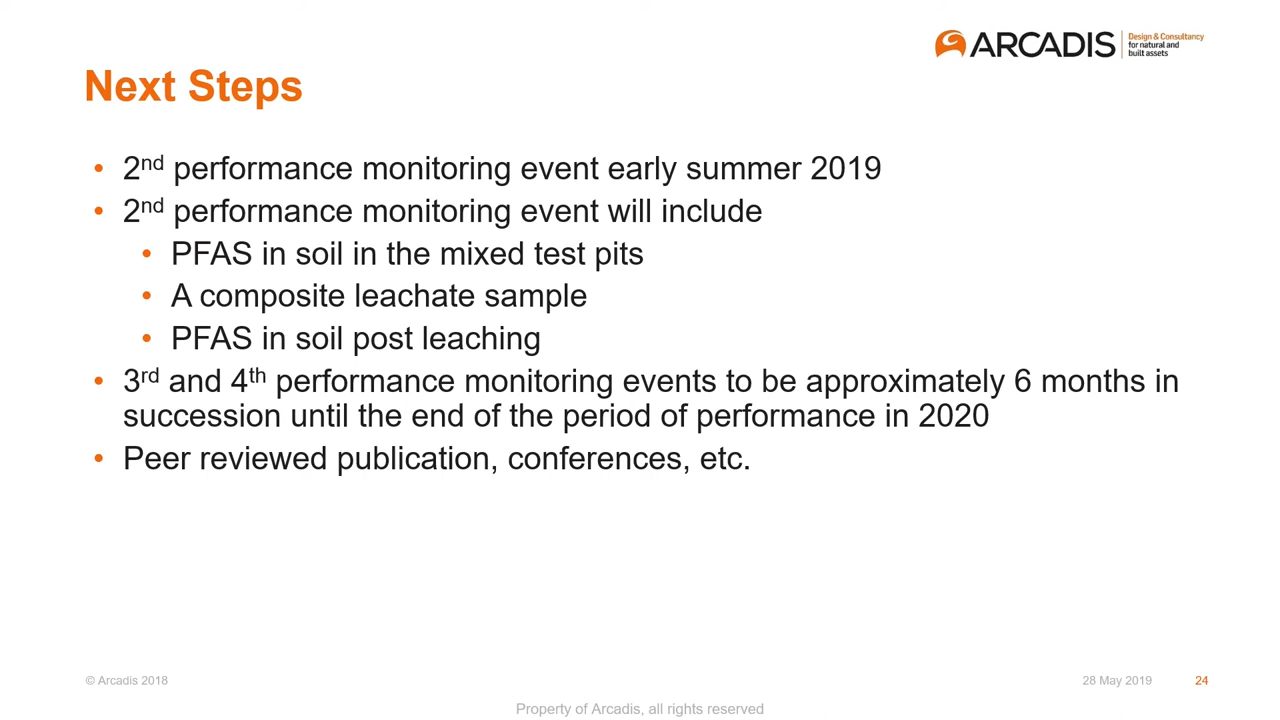 ARCADIS
Design & Consultancy
for natural and
built assets
Next Steps
• 2nd performance monitoring event early summer 2019
• 2nd performance monitoring event will include
• PFAS in soil in the mixed test pits
• A composite leachate sample
• PFAS in soil post leaching
• 3rd and 4th performance monitoring events to be approximately 6 months in
succession until the end of the period of performance in 2020
• Peer reviewed publication, conferences, etc.
© Arcadis 2018
28 May 2019
24
Property of Arcadis, all rights reserved